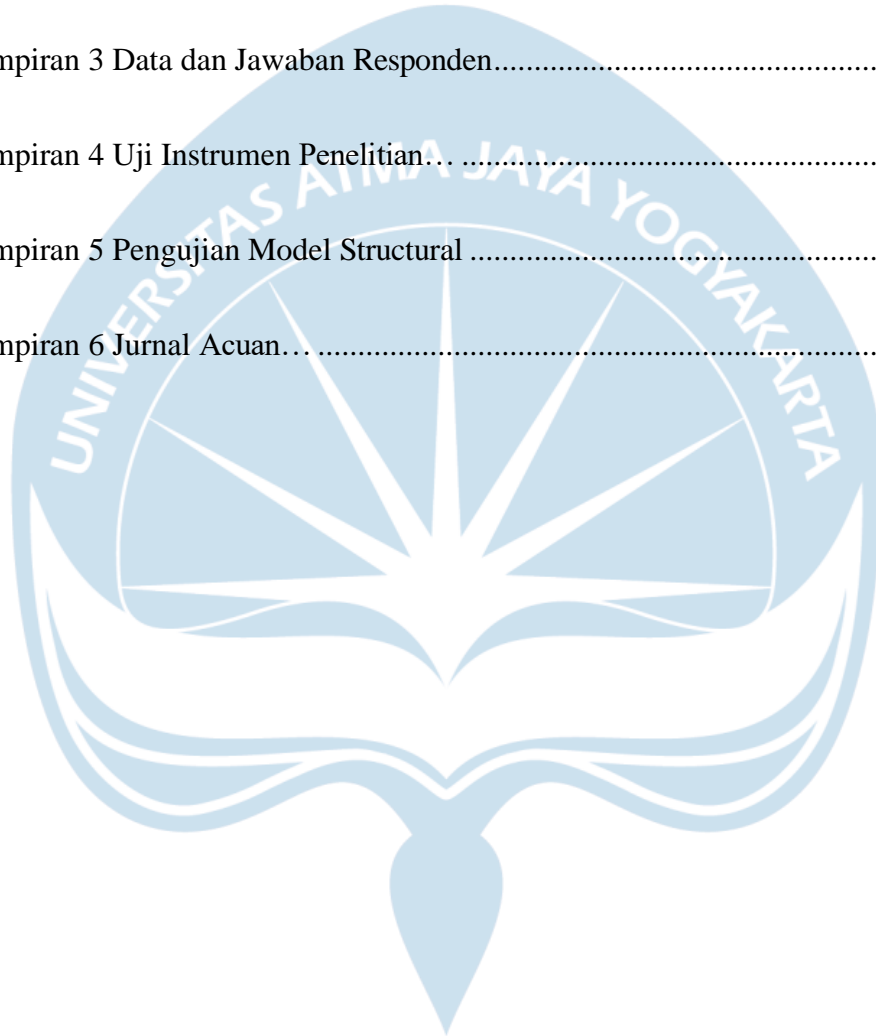 mpiran 3 Data dan Jawaban Responden................................................
mpiran 4 Uji Instrumen Penelitian… ...................................................
mpiran 5 Pengujian Model Structural ..................................................
mpiran 6 Jurnal Acuan… .....................................................................
UNIVERSITAS ATMA JAYA YOGYAKARTA